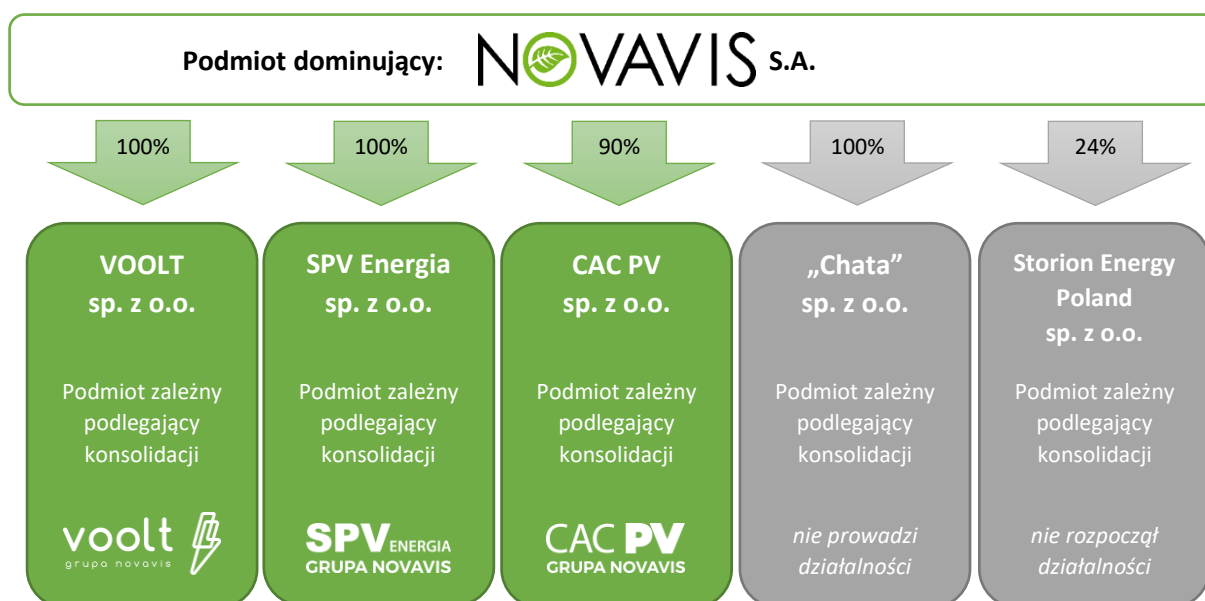 Podmiot dominujący: NOVAVIS S.A.
100%
100%
90%
100%
24%
VOOLT
sp. z o.o.
Podmiot zależny
podlegający
konsolidacji
voolt
grupa novavis
SPV Energia
sp. z o.o.
Podmiot zależny
podlegający
konsolidacji
SPV ENERGIA
GRUPA NOVAVIS
CAC PV
sp. z o.o.
Podmiot zależny
podlegający
konsolidacji
CAC PV
GRUPA NOVAVIS
„Chata”
sp. z o.o.
Podmiot zależny
podlegający
konsolidacji
nie prowadzi
działalności
Storion Energy
Poland
sp. z o.o.
Podmiot zależny
podlegający
konsolidacji
nie rozpoczął
działalności